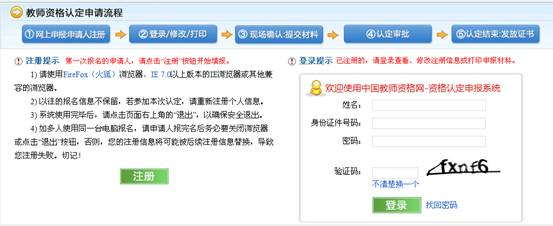 教师资格认定申请流程
①网上申报申请人注册
②登录/修改/打印
③现场确认:提交材料
④认定审批
⑤认定结束:发放证书
注册提示 第一次报名的申请人,请点击“注册”按钮开始填报。
1) 请使用FireFox(火狐)浏览器、IE 7.0以上版本的IE浏览器或其他兼
容的浏览器。
2) 以往的报名信息不保留,若参加本次认定,请重新注册个人信息。
3) 系统使用完毕后,请点击页面右上角的“退出”,以确保安全退出。
4) 如多人使用同一台电脑报名,请申请人报完名后务必要关闭浏览器
或点击“退出”按钮,否则,您的注册信息将可能被后续注册信息替换,导致
您注册失败。切记!
注册
登录提示 已注册的,请登录查看、修改注册信息或打印申报材料。
欢迎使用中国教师资格网-资格认定申报系统
姓名:
身份证件号码:
密码:
验证码:
fxnf6
不清楚换一个
登录
找回密码